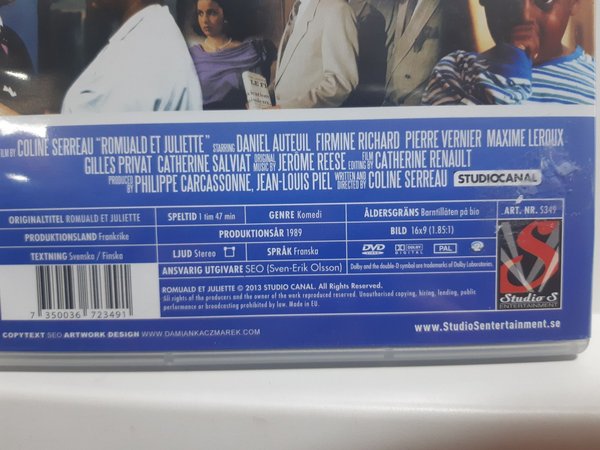 LE FI
FILM BY COLINE SERREAU "ROMUALD ET JULIETTE" STARRING DANIEL AUTEUIL FIRMINE RICHARD PIERRE VERNIER MAXIME LEROUX
GILLES PRIVAT CATHERINE SALVIAT ORIGINAL MUSIC BY JEROME REESE FILM EDITING BY CATHERINE RENAULT
PRODUCED BY PHILIPPE CARCASSONNE, JEAN-LOUIS PIEL WRITTEN AND DIRECTED BY COLINE SERREAU STUDIOCANAL
ORIGINALTITEL ROMUALD ET JULIETTE SPELTID 1 tim 47 min GENRE Komedi ÅLDERSGRÄNS Barntillåten på bio ART. NR. S349
PRODUKTIONSLAND Frankrike PRODUKTIONSÅR 1989 BILD 16x9 (1.85:1)
TEXTNING Svenska / Finska LJUD Stereo SPRÅK Franska DVD VIDEO DOLBY DIGITAL PAL
ANSVARIG UTGIVARE SEO (Sven-Erik Olsson) Dolby and the double-D symbol are trademarks of Dolby Laboratories.
ROMUALD ET JULIETTE © 2013 STUDIO CANAL. All Rights Reserved.
All rights of the producers and the owner of the work reproduced reserved. Unauthorised copying, hiring, lending, public
performance or broadcasting prohibited by law. Made in EU.
S
Studio S
ENTERTAINMENT
7 350036 723491
COPYTEXT SEO ARTWORK DESIGN WWW.DAMIANKACZMAREK.COM
www.StudioSentertainment.se